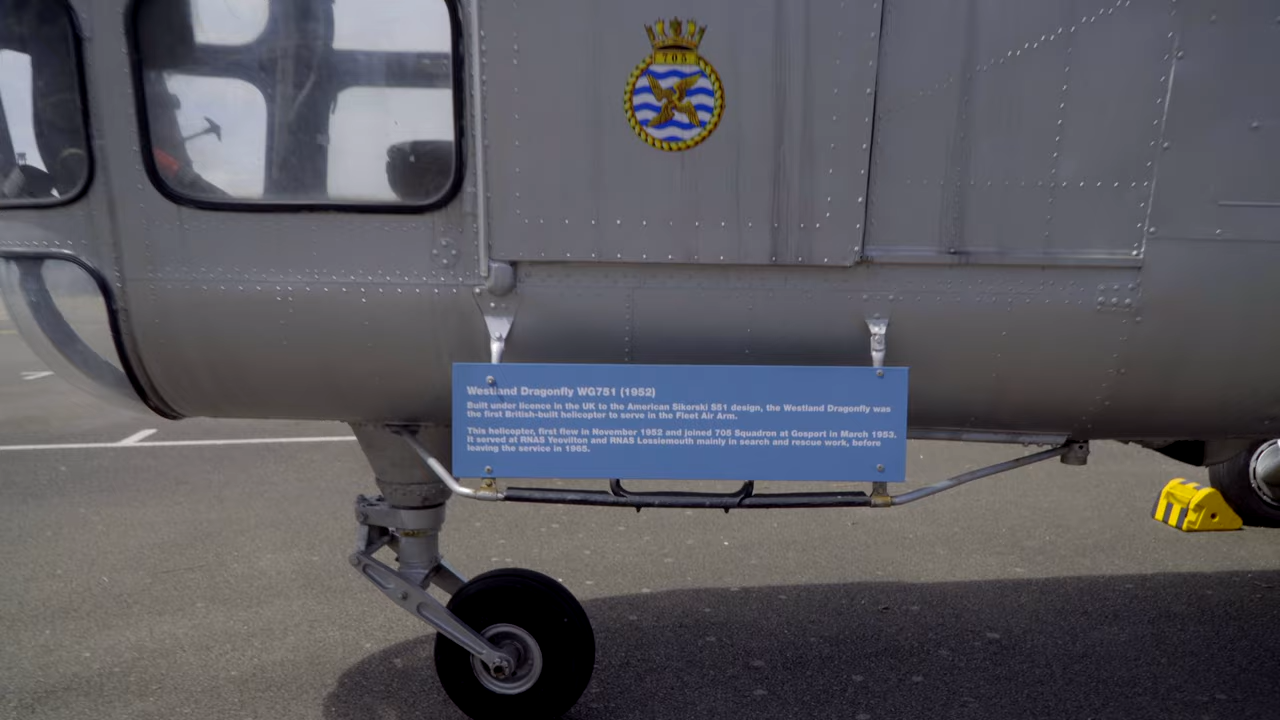 705
Westland Dragonfly WG751 (1952)
Built under licence in the UK to the American Sikorski S51 design, the Westland Dragonfly was
the first British-built helicopter to serve in the Fleet Air Arm.
This helicopter, first flew in November 1952 and joined 705 Squadron at Gosport in March 1953.
It served at RNAS Yeovilton and RNAS Lossiemouth mainly in search and rescue work, before
leaving the service in 1965.